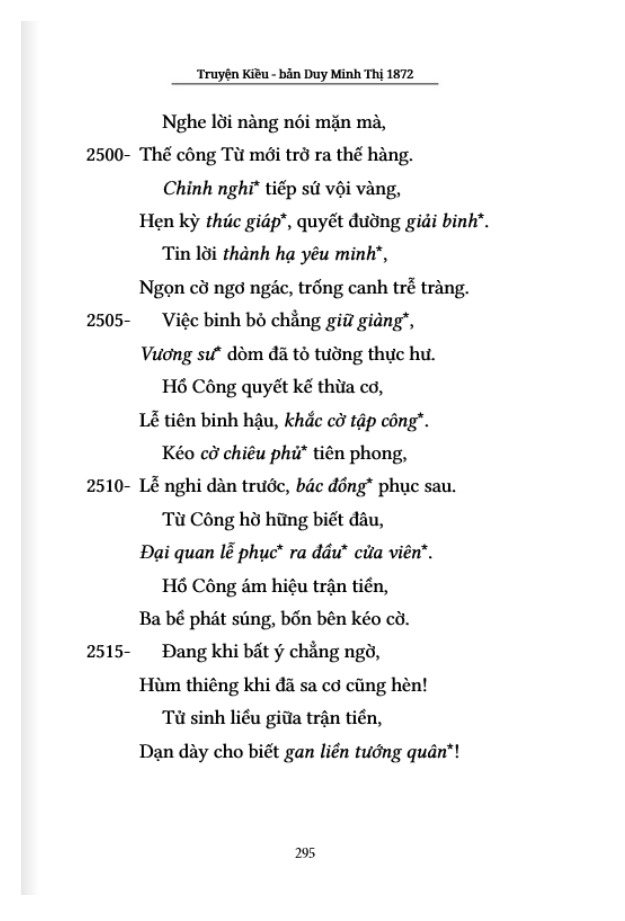 Truyện Kiều - bản Duy Minh Thị 1872
Nghe lời nàng nói mặn mà,
2500- Thế công Từ mới trở ra thế hàng.
Chỉnh nghi* tiếp sứ vội vàng,
Hẹn kỳ thúc giáp*, quyết đường giải binh*.
Tin lời thành hạ yêu minh*,
Ngọn cờ ngơ ngác, trống canh trễ tràng.
2505- Việc binh bỏ chẳng giữ giàng*,
Vương sư* dòm đã tỏ tường thực hư.
Hồ Công quyết kế thừa cơ,
Lễ tiên binh hậu, khắc cờ tập công*.
Kéo cờ chiêu phủ* tiên phong,
2510- Lễ nghi dàn trước, bác đồng* phục sau.
Từ Công hờ hững biết đâu,
Đại quan lễ phục* ra đầu* cửa viên*.
Hồ Công ám hiệu trận tiền,
Ba bề phát súng, bốn bên kéo cờ.
2515- Đang khi bất ý chẳng ngờ,
Hùm thiêng khi đã sa cơ cũng hèn!
Tử sinh liều giữa trận tiền,
Dạn dày cho biết gan liền tướng quân*!
295